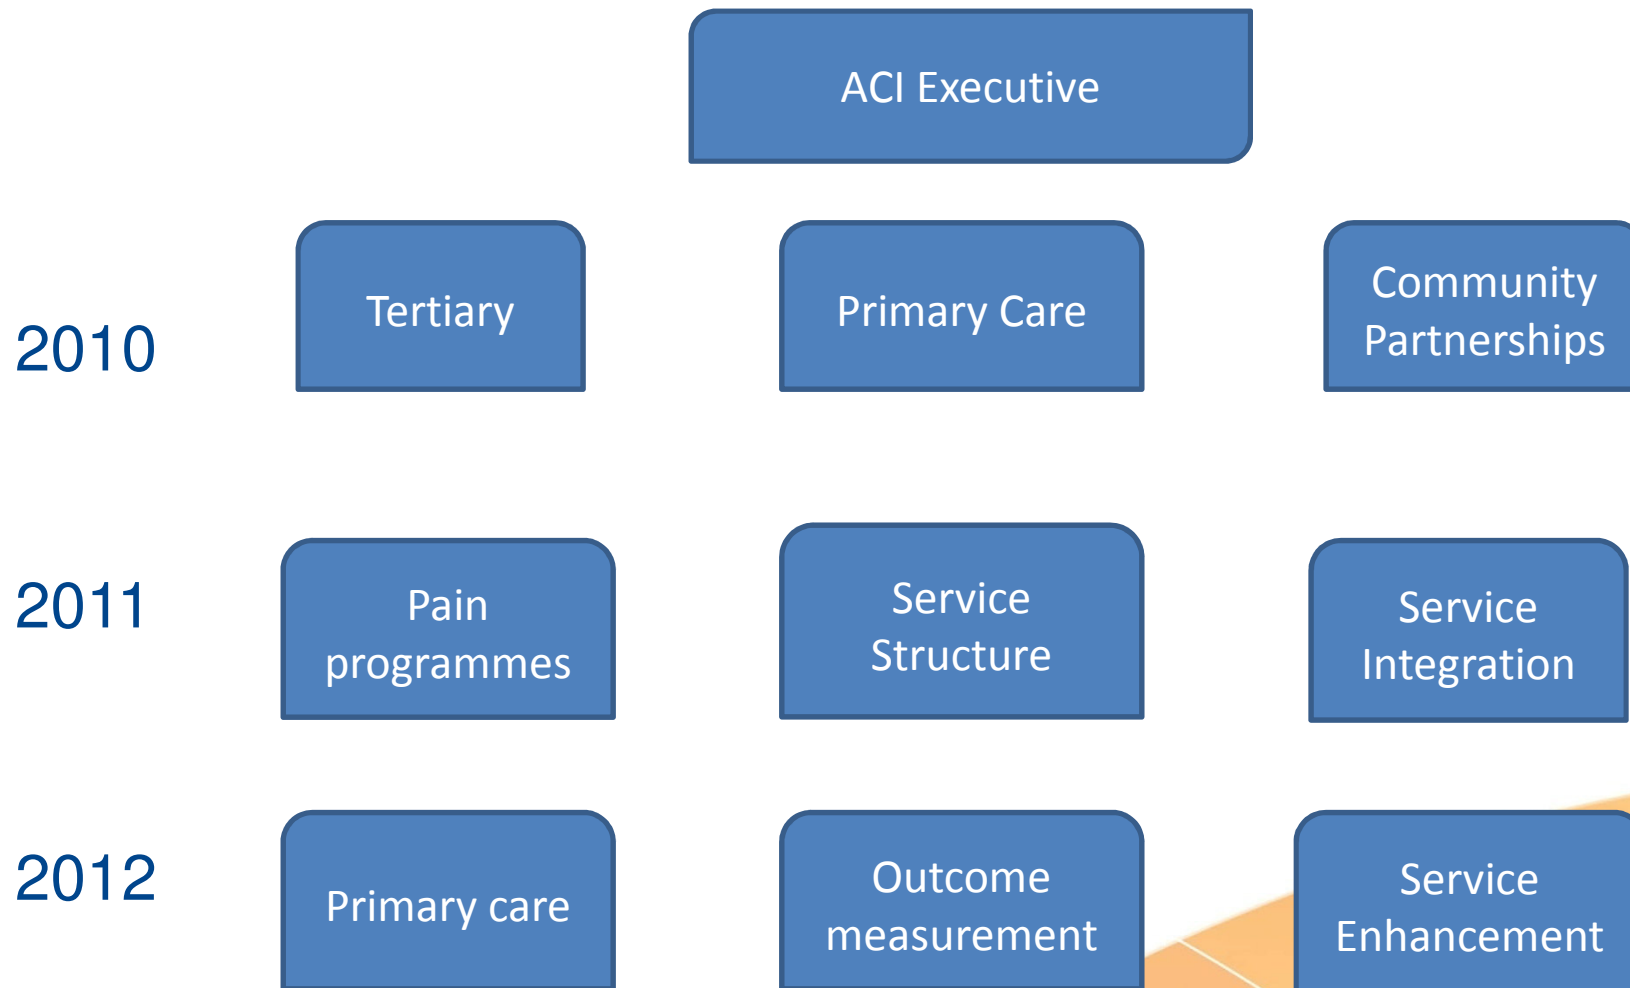 ACI Executive
2010
Tertiary
Primary Care
Community
Partnerships
2011
Pain
programmes
Service
Structure
Service
Integration
2012
Primary care
Outcome
measurement
Service
Enhancement